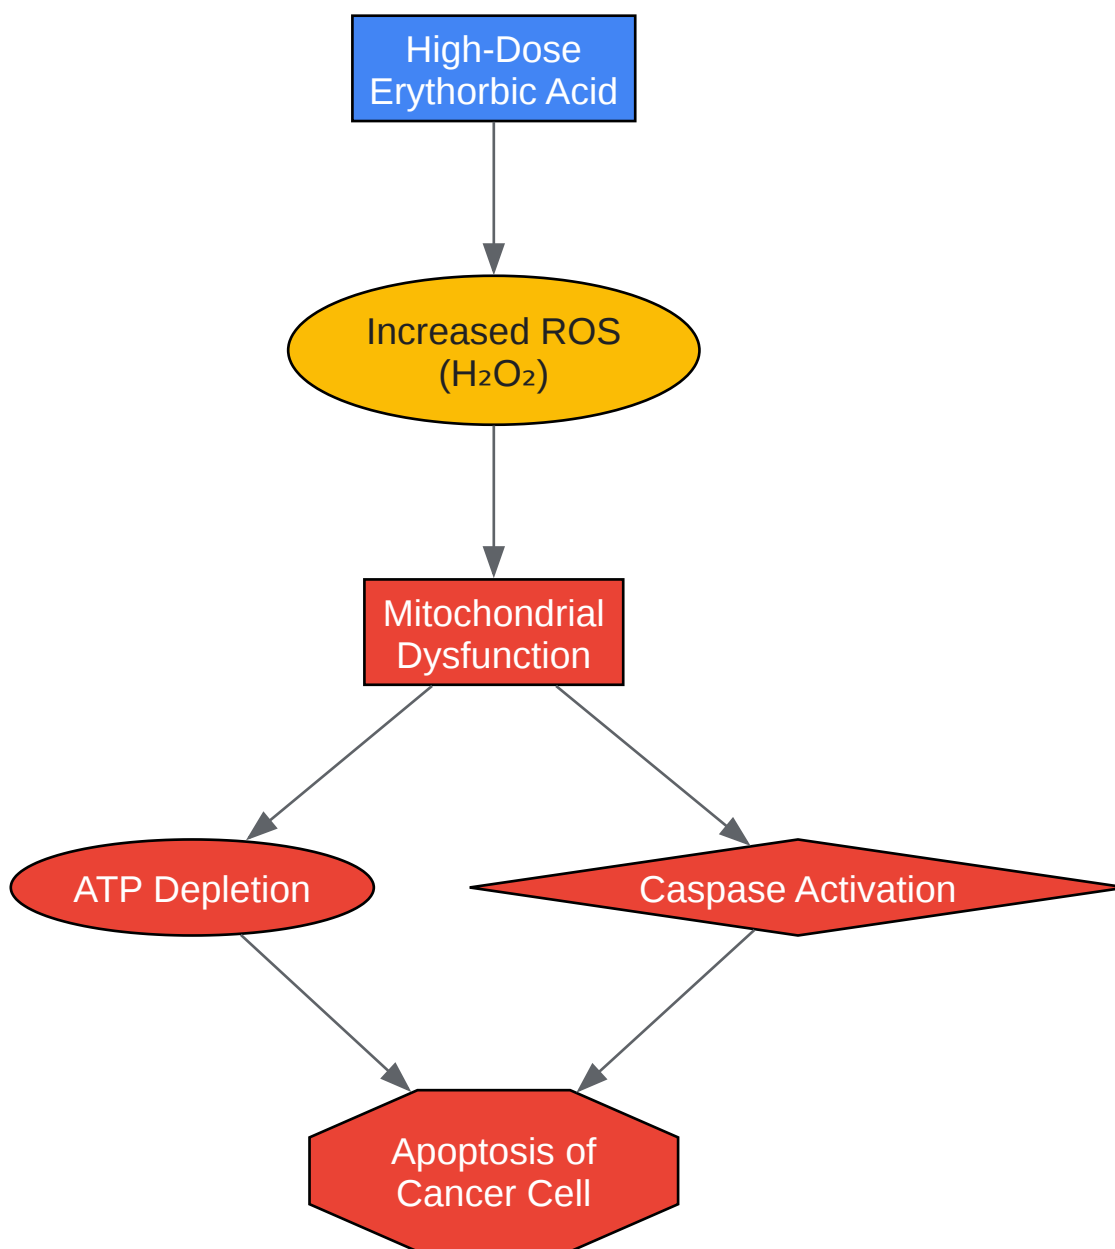 High-Dose
Erythorbic Acid
Increased ROS
(H₂O₂)
Mitochondrial
Dysfunction
ATP Depletion
Caspase Activation
Apoptosis of
Cancer Cell